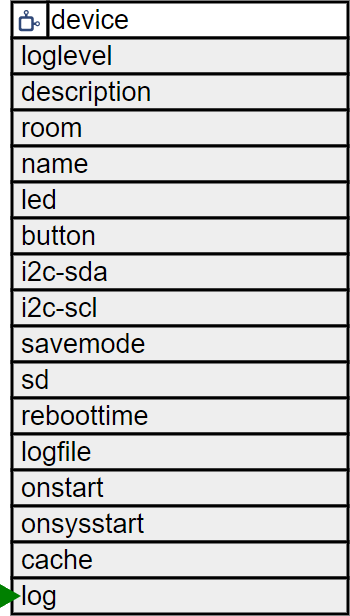 device
loglevel
description
room
name
led
button
i2c-sda
i2c-scl
savemode
sd
reboottime
logfile
onstart
onsysstart
cache
log